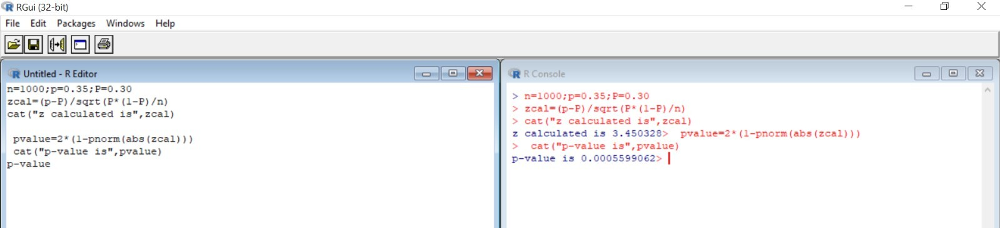 RGui (32-bit)
File Edit Packages Windows Help
Untitled - R Editor
n=1000;p=0.35;P=0.30
zcal=(p-P)/sqrt(P*(1-P)/n)
cat("z calculated is",zcal)
pvalue=2*(1-pnorm(abs(zcal)))
cat("p-value is",pvalue)
p-value
R Console
> n=1000;p=0.35;P=0.30
> zcal=(p-P)/sqrt(P*(1-P)/n)
> cat("z calculated is",zcal)
z calculated is 3.450328>  pvalue=2*(1-pnorm(abs(zcal)))
>  cat("p-value is",pvalue)
p-value is 0.0005599062>